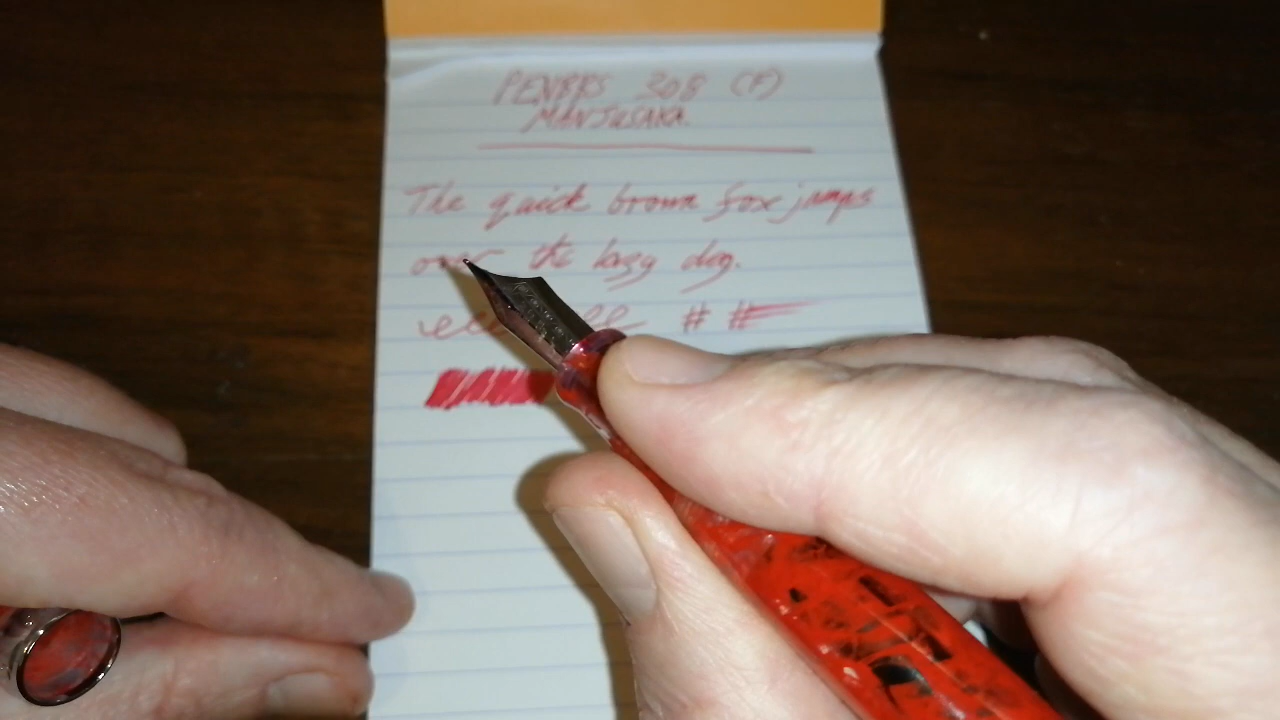 PENBBS 308 (F)
MANJUSAKA
The quick brown fox jumps
over the lazy dog.
# #